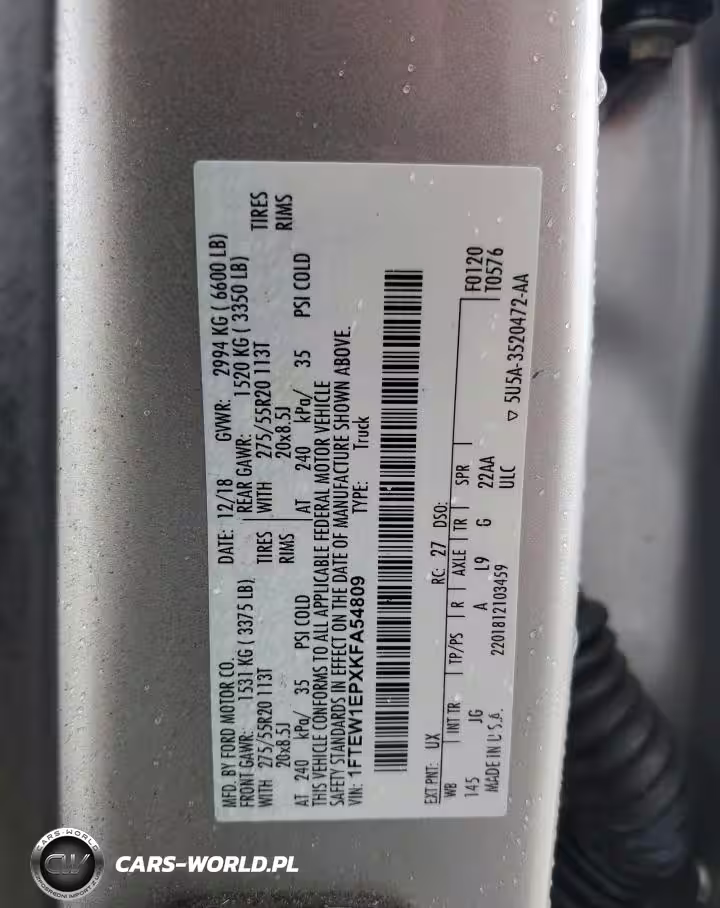 MFD. BY FORD MOTOR CO.
DATE: 12/18 GVWR: 2994 KG ( 6600 LB)
FRONT GAWR: 1531 KG ( 3375 LB)
REAR GAWR: 1520 KG ( 3350 LB)
WITH 275/55R20 113T TIRES
WITH 275/55R20 113T TIRES
20x8.5J RIMS
20x8.5J RIMS
AT 240 kPa/ 35 PSI COLD
AT 240 kPa/ 35 PSI COLD
THIS VEHICLE CONFORMS TO ALL APPLICABLE FEDERAL MOTOR VEHICLE
SAFETY STANDARDS IN EFFECT ON THE DATE OF MANUFACTURE SHOWN ABOVE.
VIN: 1FTEW1EPXKFA54809 TYPE: Truck
EXT PNT: UX RC: 27 DSO: F0120
WB INT TR TP/PS R AXLE TR SPR T0576
145 JG A L9 G 22AA
MADE IN U.S.A. 2201812103459 ULC ▽ 5U5A-3520472-AA
CARS-WORLD
CW
CARS-WORLD.PL